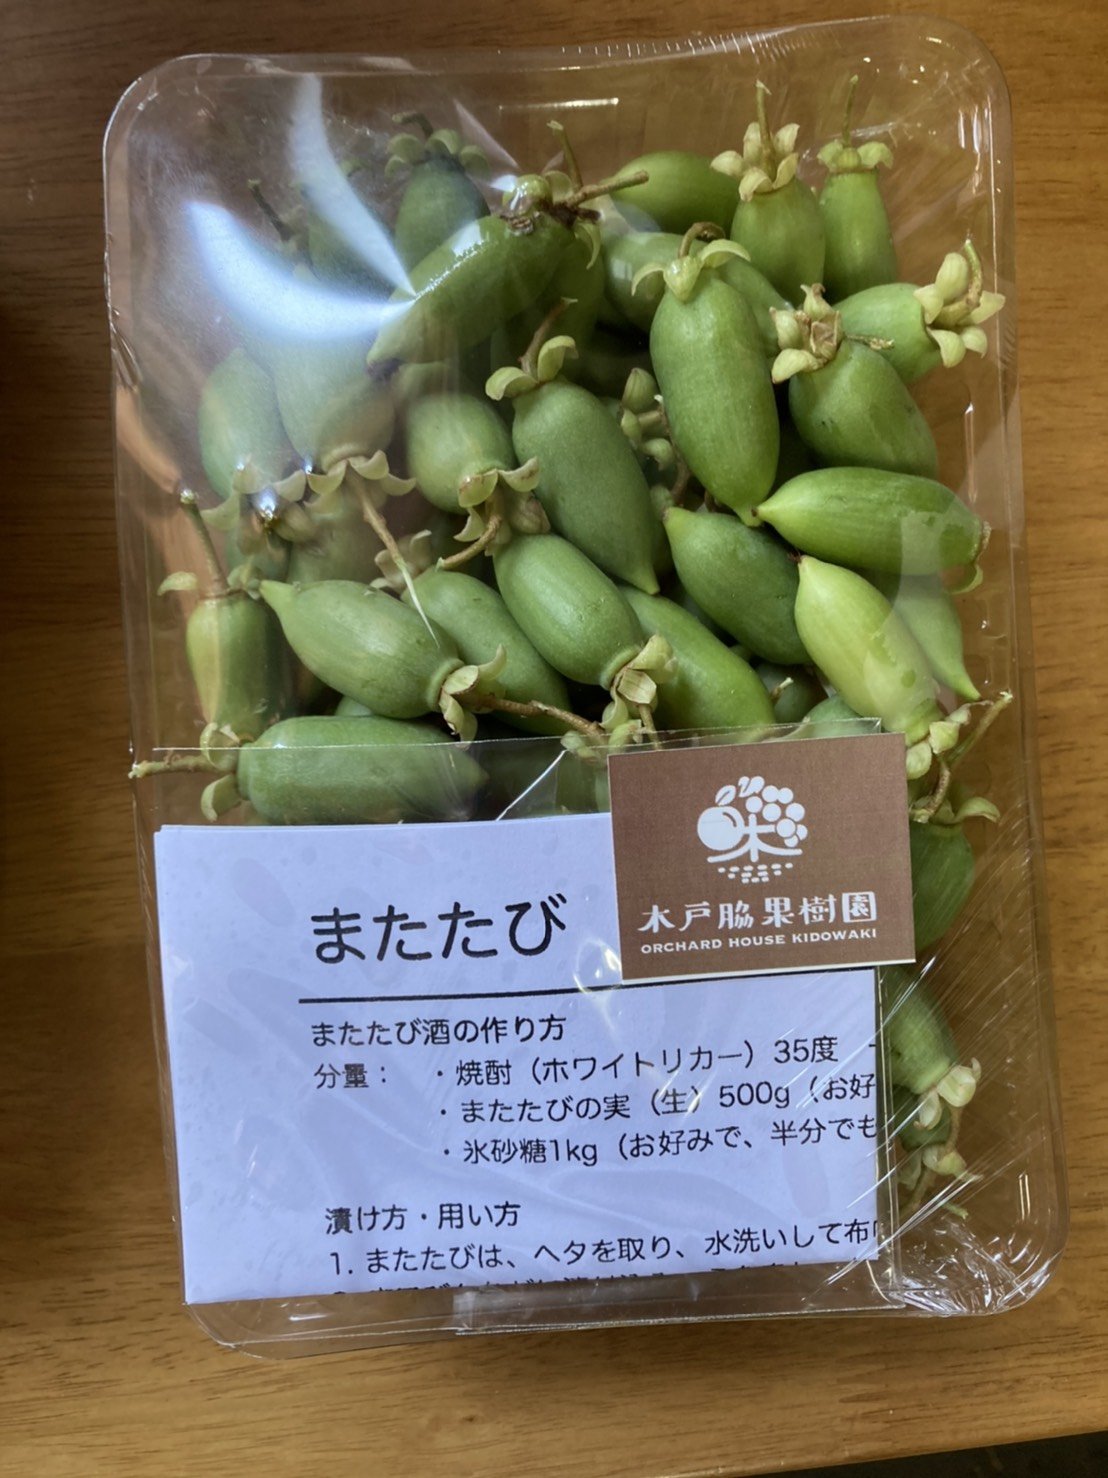 木戸脇果樹園
ORCHARD HOUSE KIDOWAKI
またたび
またたび酒の作り方
分量： ・焼酎（ホワイトリカー）35度
・またたびの実（生）500g（お好
・氷砂糖1kg（お好みで、半分でも
漬け方・用い方
1. またたびは、ヘタを取り、水洗いして布